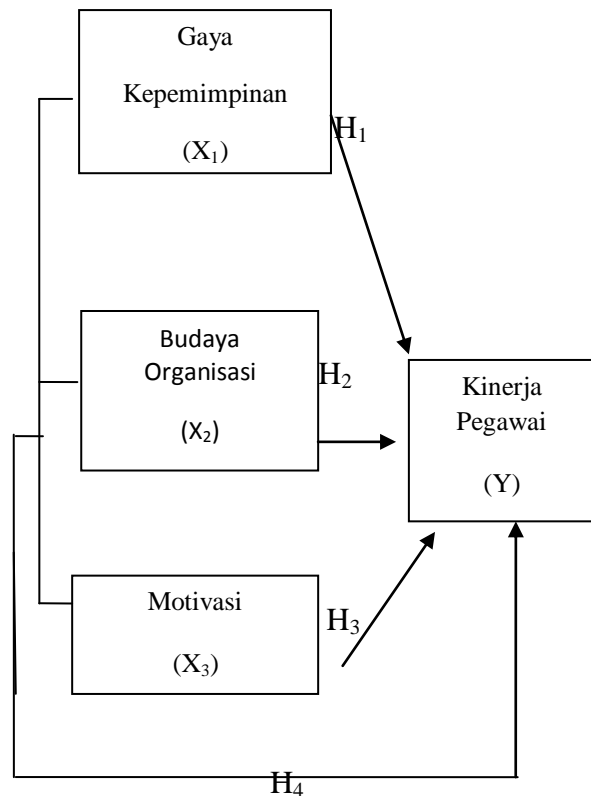 Gaya
Kepemimpinan
(X₁)
H₁
Budaya
Organisasi
(X₂)
H₂
Kinerja
Pegawai
(Y)
Motivasi
(X₃)
H₃
H₄